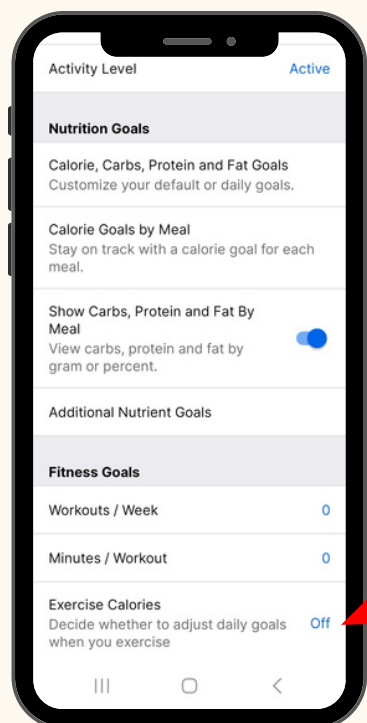 Activity Level Active
Nutrition Goals
Calorie, Carbs, Protein and Fat Goals
Customize your default or daily goals.
Calorie Goals by Meal
Stay on track with a calorie goal for each
meal.
Show Carbs, Protein and Fat By
Meal
View carbs, protein and fat by
gram or percent.
Additional Nutrient Goals
Fitness Goals
Workouts / Week 0
Minutes / Workout 0
Exercise Calories
Decide whether to adjust daily goals Off
when you exercise